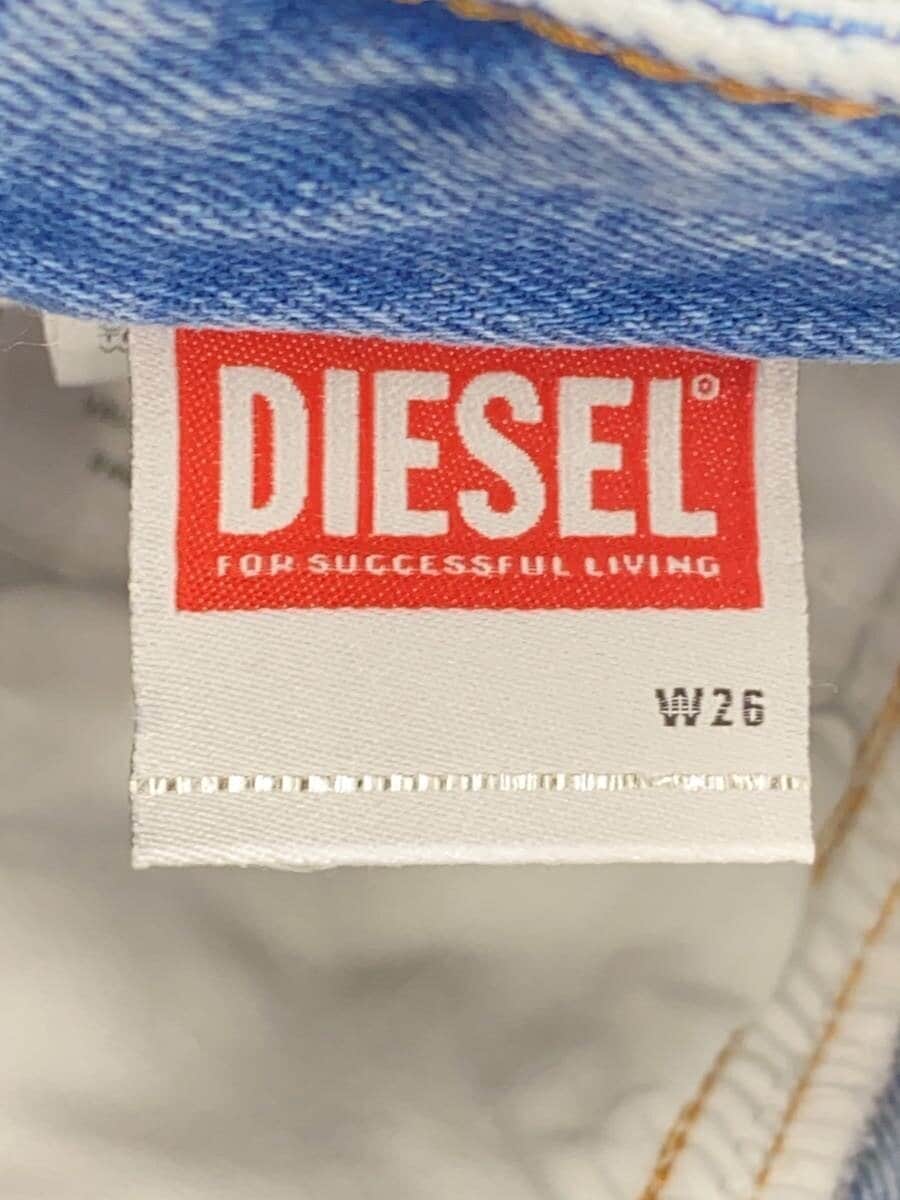 DIESEL®
FOR SUCCESSFUL LIVING
W26